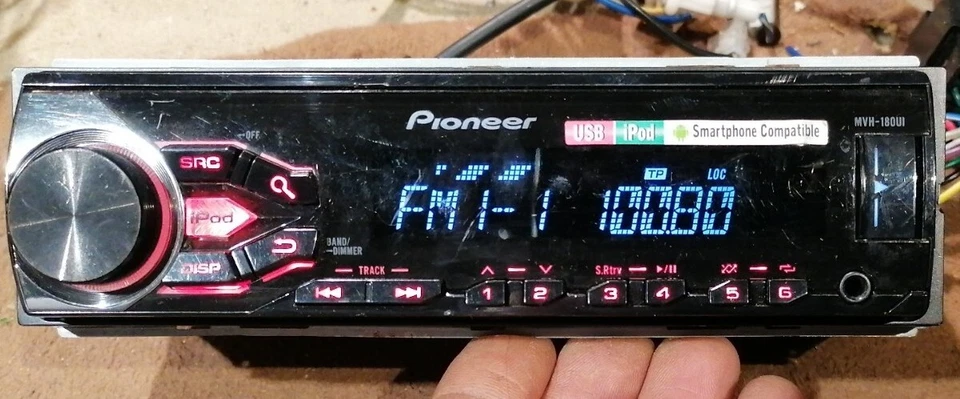 Pioneer
USB iPod Smartphone Compatible
MVH-180UI
OFF
SRC
iPod
DISP
BAND/
DIMMER
TP LOC
FM1-1 100.80
TRACK
S.Rtrv
1 2 3 4 5 6